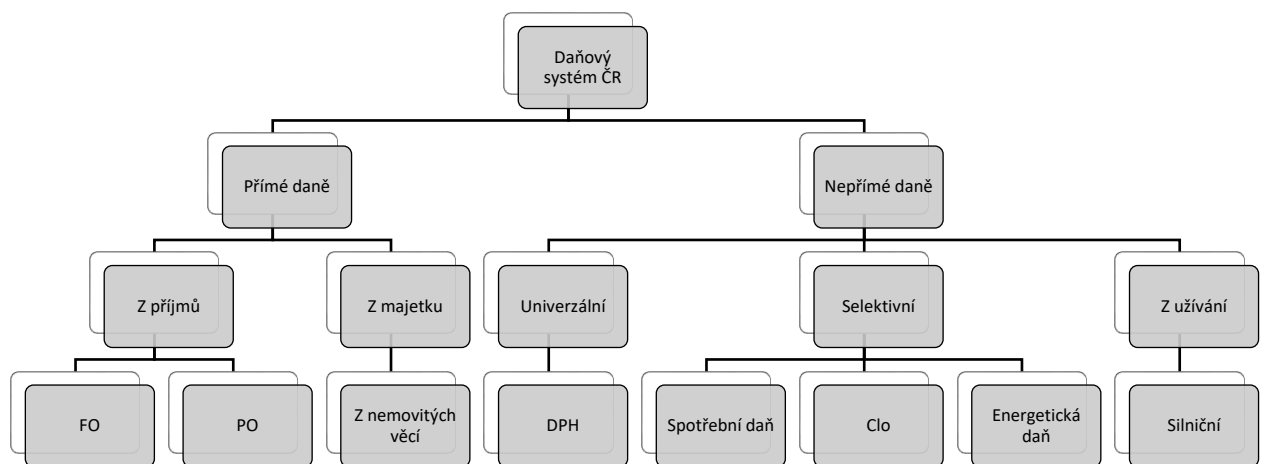 Daňový
systém ČR
Přímé daně
Nepřímé daně
Z příjmů
Z majetku
Univerzální
Selektivní
Z užívání
FO
PO
Z nemovitých
věcí
DPH
Spotřební daň
Clo
Energetická
daň
Silniční